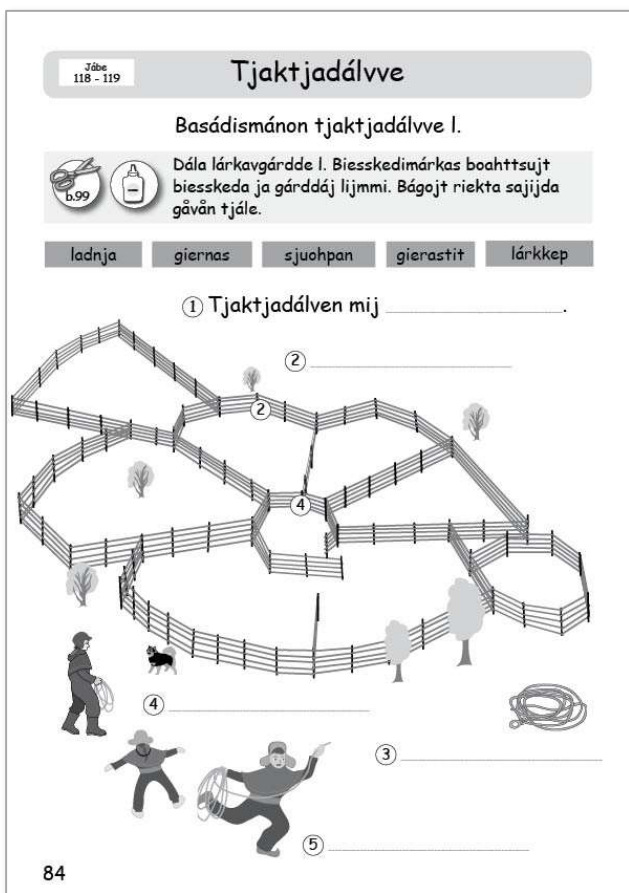 Jåbe
118 - 119
Tjaktjadálvve
Basádismánon tjaktjadálvve l.
b.99
Dála lárkavgárdde l. Biesskedimárkas boahttsujt
biesskeda ja gárddáj lijmmi. Bágojt riekta sajijda
gåvån tjále.
ladnja
giernas
sjuohpan
gierastit
lárkkep
1 Tjaktjadálven mij
.
2
2
4
4
3
5
84